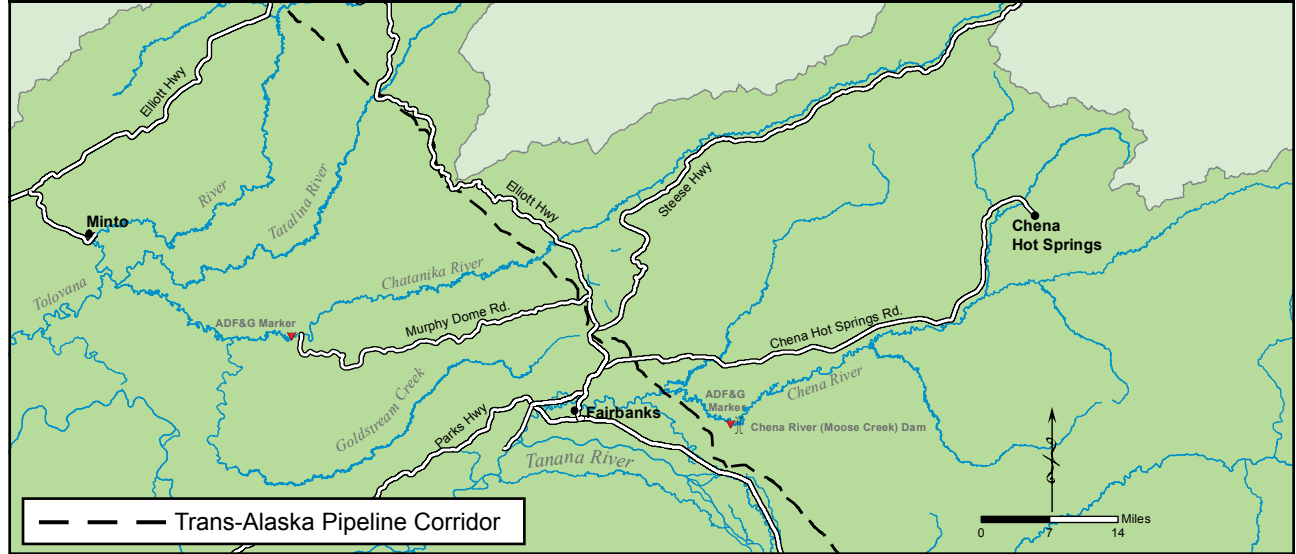 Elliott Hwy
River
Tatalina River
Minto
Elliott Hwy
Steese Hwy
Chena
Hot Springs
Tolovana
Chatanika River
ADF&G Marker
Murphy Dome Rd.
Chena Hot Springs Rd.
Goldstream Creek
Parks Hwy
Fairbanks
ADF&G
Marker
Chena River
Chena River (Moose Creek) Dam
Tanana River
Trans-Alaska Pipeline Corridor
Miles
0 7 14